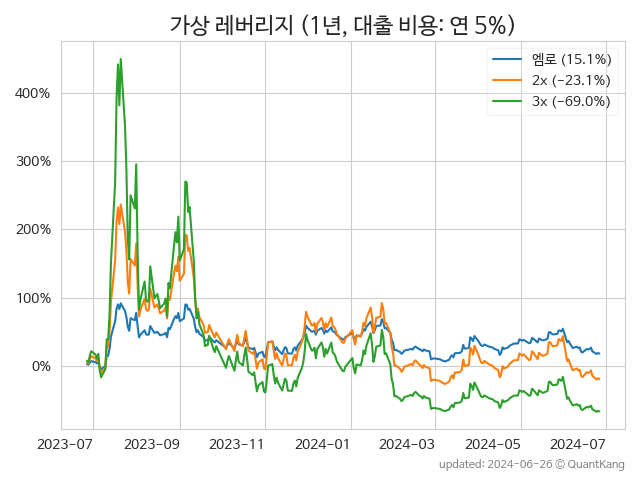 가상 레버리지 (1년, 대출 비용: 연 5%)
엠로 (15.1%)
2x (−23.1%)
3x (−69.0%)
400%
300%
200%
100%
0%
2023-07 2023-09 2023-11 2024-01 2024-03 2024-05 2024-07
updated: 2024-06-26 © QuantKang